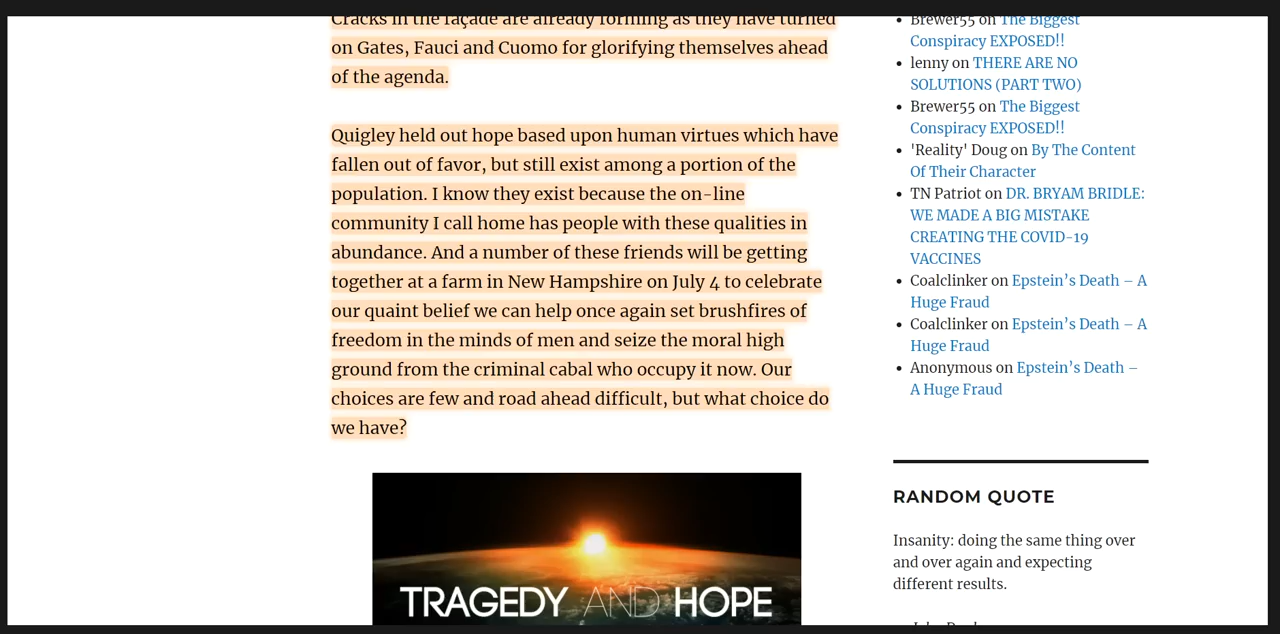 Cracks in the façade are already forming as they have turned
on Gates, Fauci and Cuomo for glorifying themselves ahead
of the agenda.
Quigley held out hope based upon human virtues which have
fallen out of favor, but still exist among a portion of the
population. I know they exist because the on-line
community I call home has people with these qualities in
abundance. And a number of these friends will be getting
together at a farm in New Hampshire on July 4 to celebrate
our quaint belief we can help once again set brushfires of
freedom in the minds of men and seize the moral high
ground from the criminal cabal who occupy it now. Our
choices are few and road ahead difficult, but what choice do
we have?
TRAGEDY AND HOPE
Brewer55 on The Biggest
Conspiracy EXPOSED!!
lenny on THERE ARE NO
SOLUTIONS (PART TWO)
Brewer55 on The Biggest
Conspiracy EXPOSED!!
'Reality' Doug on By The Content
Of Their Character
TN Patriot on DR. BRYAM BRIDLE:
WE MADE A BIG MISTAKE
CREATING THE COVID-19
VACCINES
Coalclinker on Epstein’s Death – A
Huge Fraud
Coalclinker on Epstein’s Death – A
Huge Fraud
Anonymous on Epstein’s Death –
A Huge Fraud
RANDOM QUOTE
Insanity: doing the same thing over
and over again and expecting
different results.